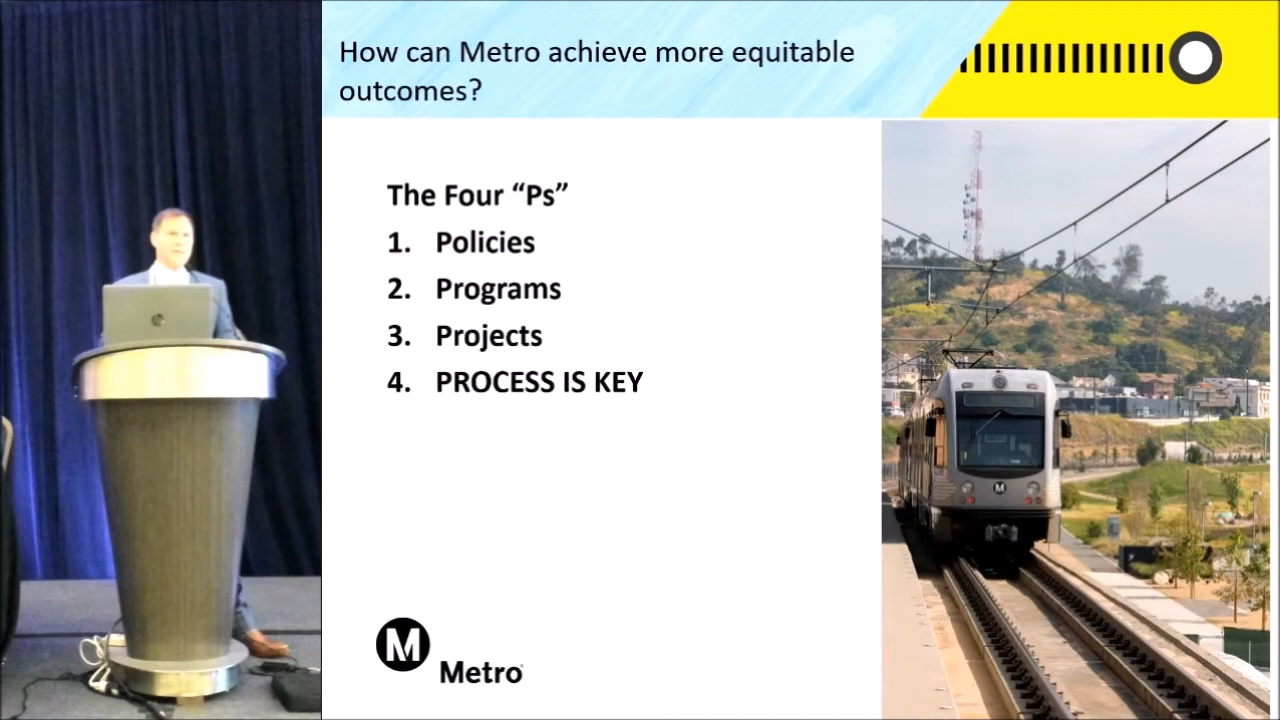 How can Metro achieve more equitable
outcomes?
The Four “Ps”
1. Policies
2. Programs
3. Projects
4. PROCESS IS KEY
M
Metro
M